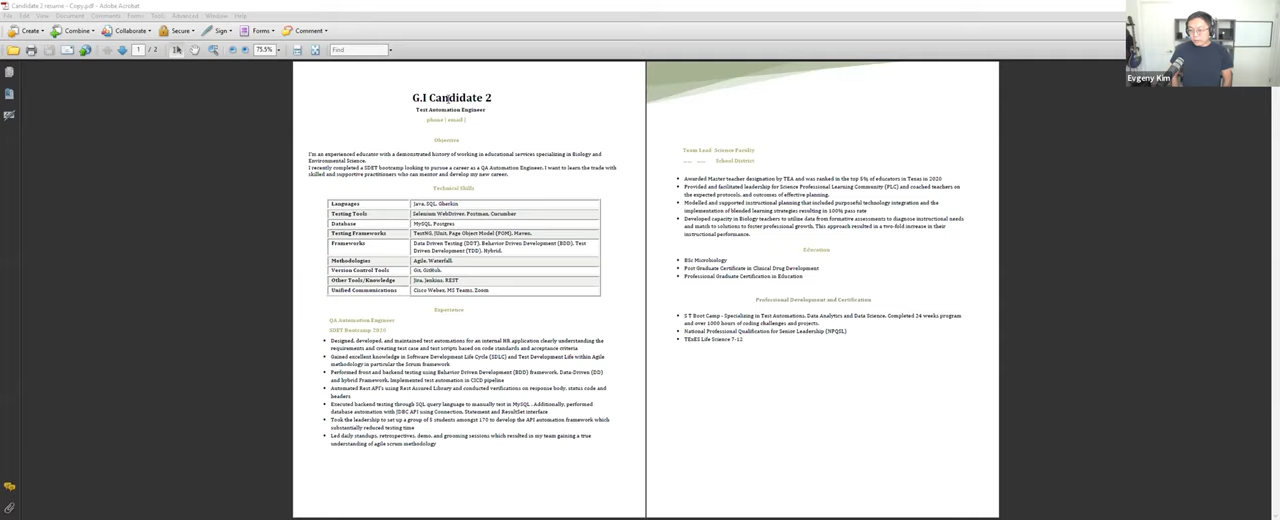 Candidate 2 resume - Copy.pdf - Adobe Acrobat
File Edit View Document Comments Forms Tools Advanced Window Help
Create Combine Collaborate Secure Sign Forms Comment
1 / 2 75.5% Find
Evgeny Kim
G.I Candidate 2
Test Automation Engineer
phone | email |
Objective
I'm an experienced educator with a demonstrated history of working in educational services specializing in Biology and
Environmental Science.
I recently completed a SDET bootcamp looking to pursue a career as a QA Automation Engineer. I want to learn the trade with
skilled and supportive practitioners who can mentor and develop my new career.
Technical Skills
Languages Java, SQL, Gherkin
Testing Tools Selenium WebDriver, Postman, Cucumber
Database MySQL, Postgres
Testing Frameworks TestNG, JUnit, Page Object Model (POM), Maven,
Frameworks Data Driven Testing (DDT), Behavior Driven Development (BDD), Test
Driven Development (TDD), Hybrid,
Methodologies Agile, Waterfall,
Version Control Tools Git, GitHub,
Other Tools/Knowledge Jira, Jenkins, REST
Unified Communications Cisco Webex, MS Teams, Zoom
Experience
QA Automation Engineer
SDET Bootcamp 2020
• Designed, developed, and maintained test automations for an internal HR application clearly understanding the
requirements and creating test case and test scripts based on code standards and acceptance criteria
• Gained excellent knowledge in Software Development Life Cycle (SDLC) and Test Development Life within Agile
methodology in particular the Scrum framework
• Performed front and backend testing using Behavior Driven Development (BDD) framework, Data-Driven (DD)
and hybrid Framework. Implemented test automation in CICD pipeline
• Automated Rest API's using Rest Assured Library and conducted verifications on response body, status code and
headers
• Executed backend testing through SQL query language to manually test in MySQL . Additionally, performed
database automation with JDBC API using Connection, Statement and ResultSet interface
• Took the leadership to set up a group of 5 students amongst 170 to develop the API automation framework which
substantially reduced testing time
• Led daily standups, retrospectives, demo, and grooming sessions which resulted in my team gaining a true
understanding of agile scrum methodology
Team Lead Science Faculty
School District
• Awarded Master teacher designation by TEA and was ranked in the top 5% of educators in Texas in 2020
• Provided and facilitated leadership for Science Professional Learning Community (PLC) and coached teachers on
the expected protocols, and outcomes of effective planning.
• Modelled and supported instructional planning that included purposeful technology integration and the
implementation of blended learning strategies resulting in 100% pass rate
• Developed capacity in Biology teachers to utilize data from formative assessments to diagnose instructional needs
and match to solutions to foster professional growth. This approach resulted in a two-fold increase in their
instructional performance.
Education
• BSc Microbiology
• Post Graduate Certificate in Clinical Drug Development
• Professional Graduate Certification in Education
Professional Development and Certification
• S T Boot Camp - Specializing in Test Automations, Data Analytics and Data Science. Completed 24 weeks program
and over 1000 hours of coding challenges and projects.
• National Professional Qualification for Senior Leadership (NPQSL)
• TExES Life Science 7-12